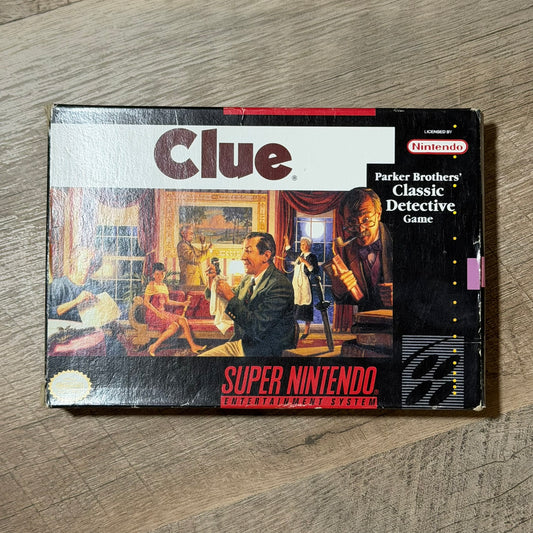 Clue®
LICENSED BY
Nintendo
Parker Brothers'
Classic
Detective
Game
SUPER NINTENDO
ENTERTAINMENT SYSTEM